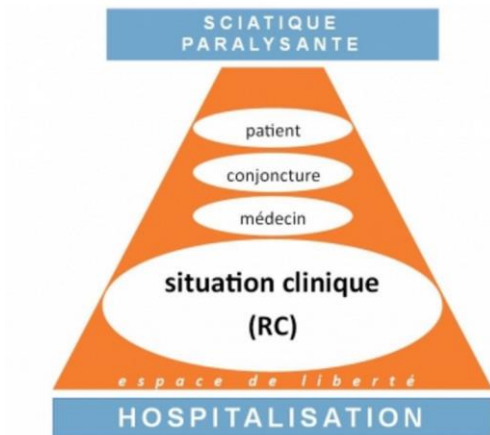 SCIATIQUE
PARALYSANTE
patient
conjoncture
médecin
situation clinique
(RC)
espace de liberté
HOSPITALISATION